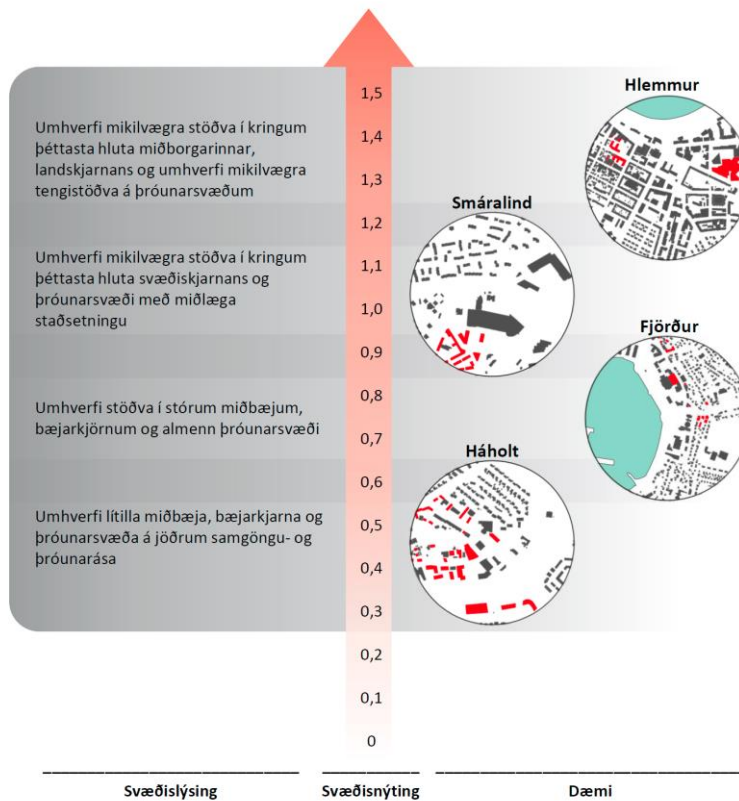 Umhverfi mikilvægra stöðva í kringum
þéttasta hluta miðborgarinnar,
landskjarnans og umhverfi mikilvægra
tengistöðva á þróunarsvæðum
Umhverfi mikilvægra stöðva í kringum
þéttasta hluta svæðiskjarnans og
þróunarsvæði með miðlæga
staðsetningu
Umhverfi stöðva í stórum miðbæjum,
bæjarkjörnum og almenn þróunarsvæði
Umhverfi lítilla miðbæja, bæjarkjarna og
þróunarsvæða á jöðrum samgöngu- og
þróunarása
1,5
1,4
1,3
1,2
1,1
1,0
0,9
0,8
0,7
0,6
0,5
0,4
0,3
0,2
0,1
0
Hlemmur
Smáralind
Fjörður
Háholt
Svæðislýsing
Svæðisnýting
Dæmi